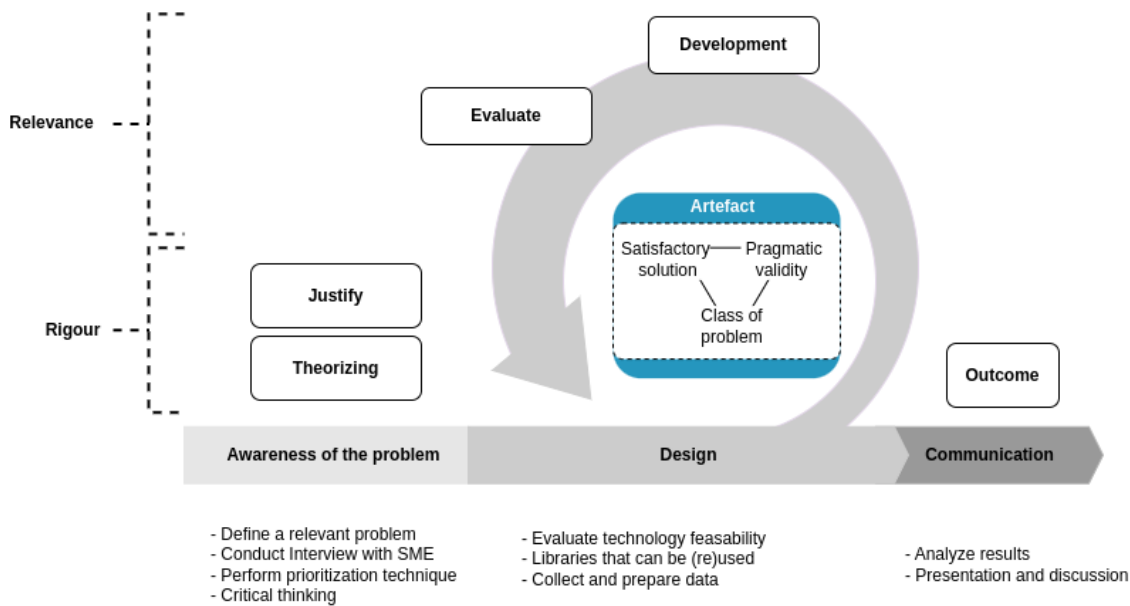 Development
Relevance
Evaluate
Artefact
Satisfactory
solution
Pragmatic
validity
Class of
problem
Justify
Rigour
Theorizing
Outcome
Awareness of the problem
Design
Communication
- Define a relevant problem
- Conduct Interview with SME
- Perform prioritization technique
- Critical thinking
- Evaluate technology feasability
- Libraries that can be (re)used
- Collect and prepare data
- Analyze results
- Presentation and discussion